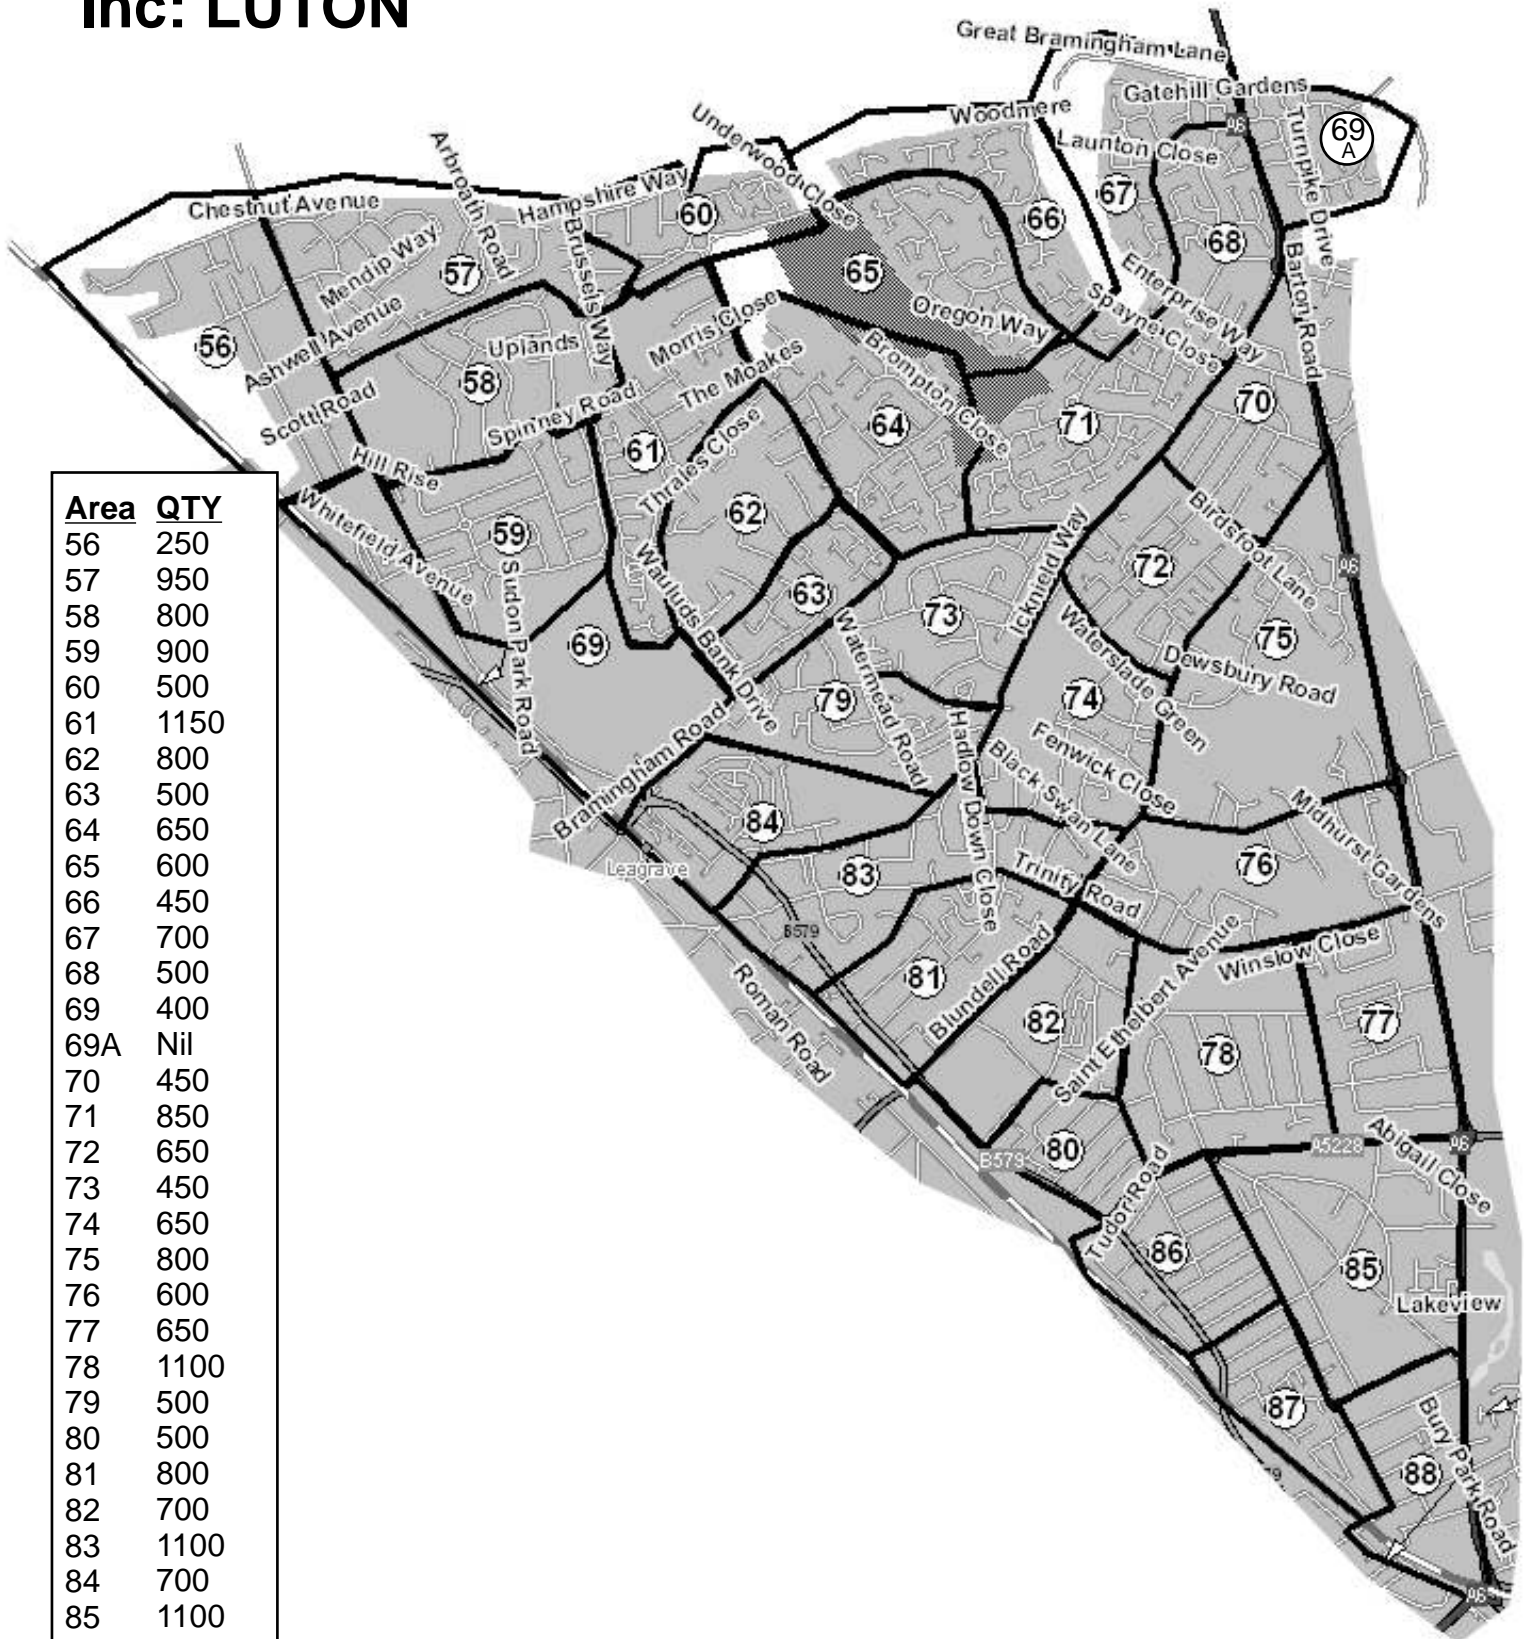 Inc: LUTON
Great Bramingham Lane
Gatehill Gardens
Woodmere
A6
Turnpike Drive
69
A
Underwood Close
Launton Close
Arbroath Road
Hampshire Way
67
Chestnut Avenue
60
66
Brussels Way
68
Mendip Way
57
65
Enterprise Way
Barton Road
Spayne Close
Oregon Way
Morris Close
Ashwell Avenue
56
Uplands
Brompton Close
The Moakes
58
Scott Road
Spinney Road
64
71
70
61
Thrales Close
Hill Rise
Whitefield Avenue
62
Birdsfoot Lane
Icknield Way
59
Sudon Park Road
Wauluds Bank Drive
72
A6
63
73
Watermead Road
Waterslade Green
75
69
Dewsbury Road
79
74
Hadlow Down Close
Fenwick Close
Black Swan Lane
Bramingham Road
Midhurst Gardens
84
Leagrave
83
Trinity Road
76
B579
Winslow Close
Saint Ethelbert Avenue
81
Blundell Road
Roman Road
82
77
78
80
B579
A5228
A6
Abigail Close
Tudor Road
86
85
Lakeview
87
Bury Park Road
88
A6
Area QTY
56 250
57 950
58 800
59 900
60 500
61 1150
62 800
63 500
64 650
65 600
66 450
67 700
68 500
69 400
69A Nil
70 450
71 850
72 650
73 450
74 650
75 800
76 600
77 650
78 1100
79 500
80 500
81 800
82 700
83 1100
84 700
85 1100